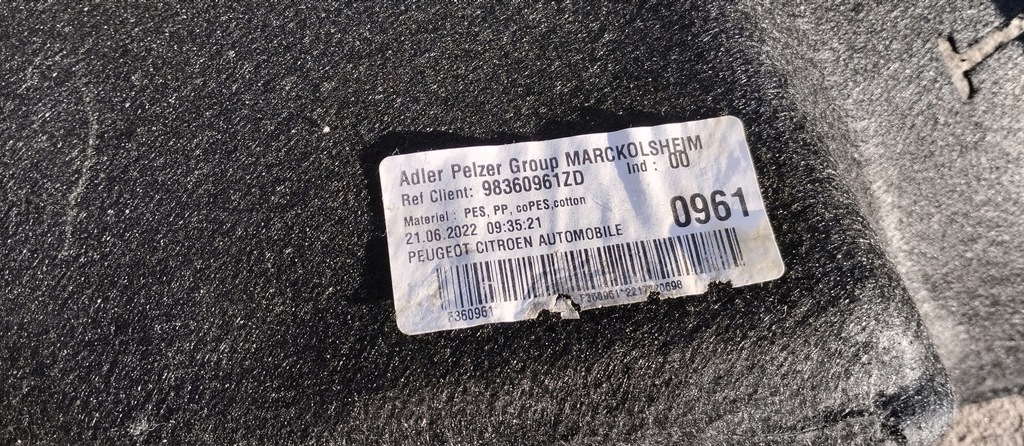 Adler Pelzer Group MARCKOLSHEIM
Ind : 00
Ref Client: 98360961ZD
Materiel : PES, PP, coPES,cotton
0961
21.06.2022 09:35:21
PEUGEOT CITROEN AUTOMOBILE